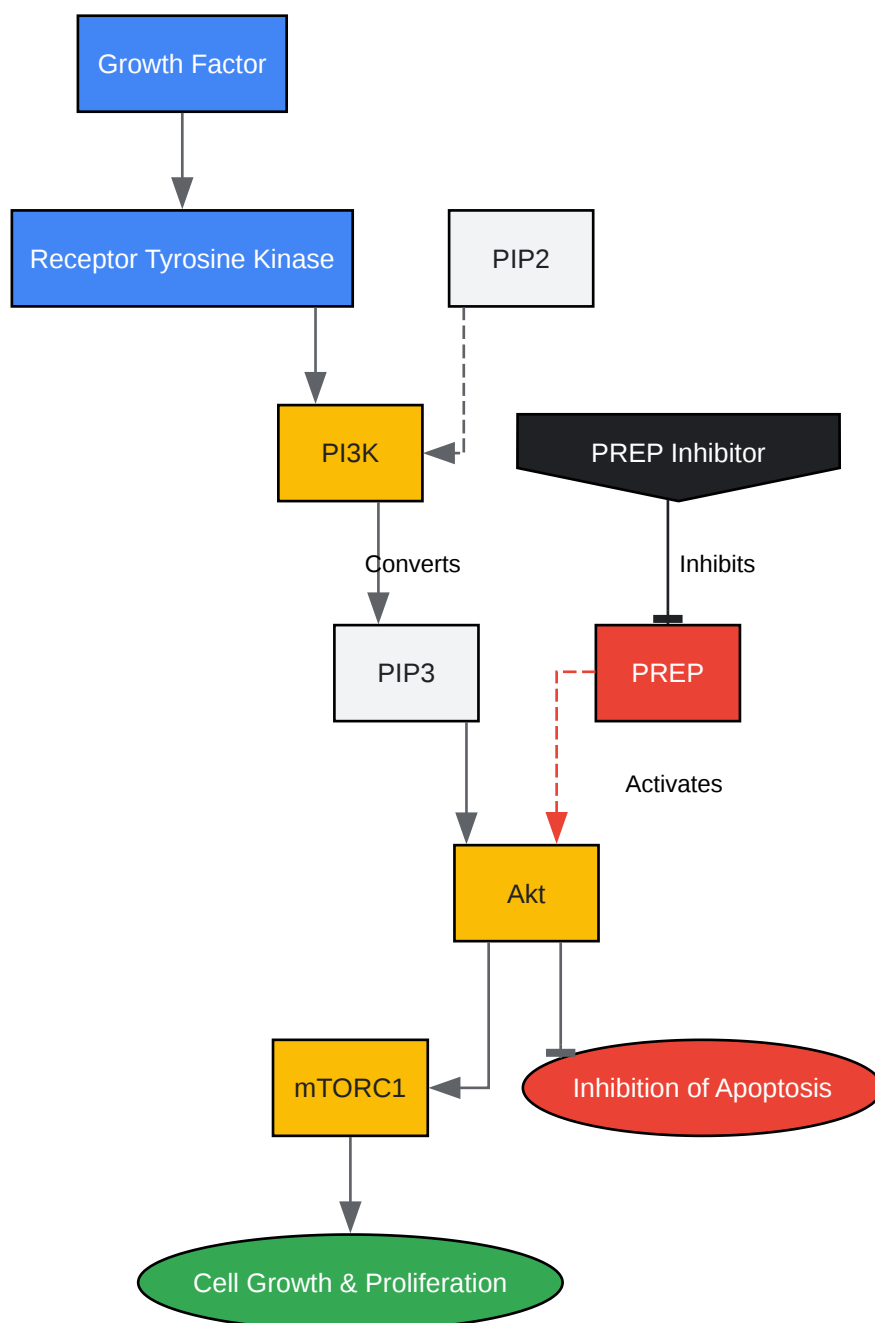 Growth Factor
Receptor Tyrosine Kinase
PIP2
PI3K
PREP Inhibitor
Converts
Inhibits
PIP3
PREP
Activates
Akt
mTORC1
Inhibition of Apoptosis
Cell Growth & Proliferation